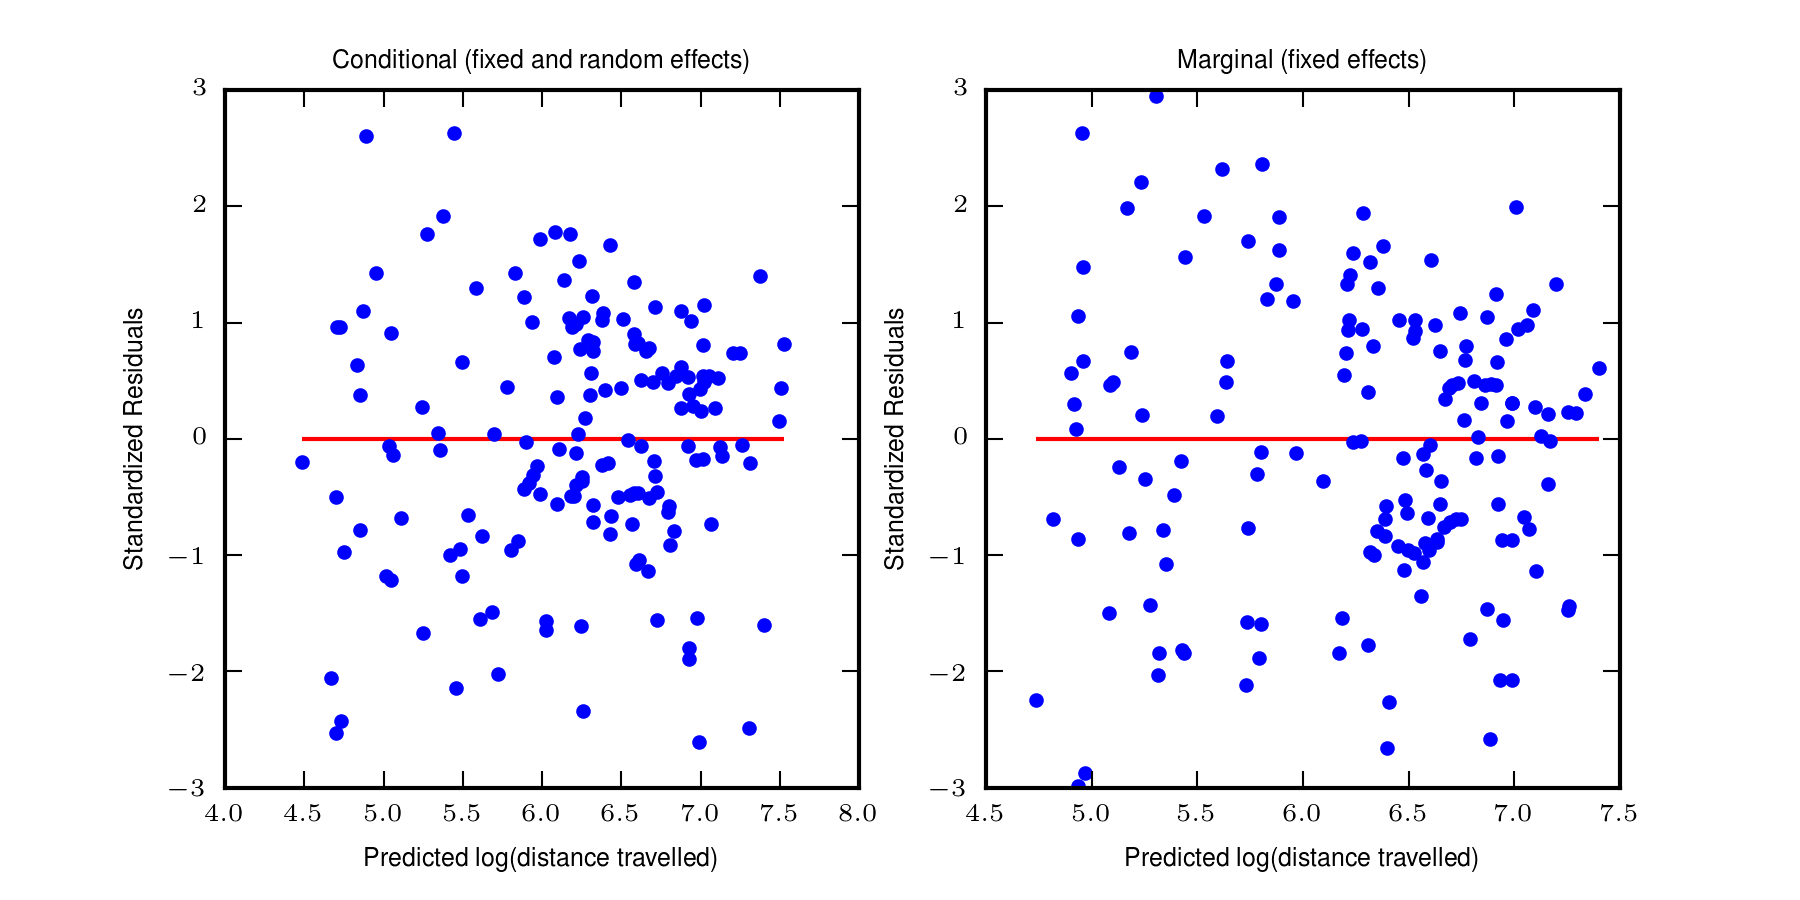 Conditional (fixed and random effects)
3
2
1
0
−1
−2
−3
Standardized Residuals
4.0 4.5 5.0 5.5 6.0 6.5 7.0 7.5 8.0
Predicted log(distance travelled)
Marginal (fixed effects)
3
2
1
0
−1
−2
−3
Standardized Residuals
4.5 5.0 5.5 6.0 6.5 7.0 7.5
Predicted log(distance travelled)